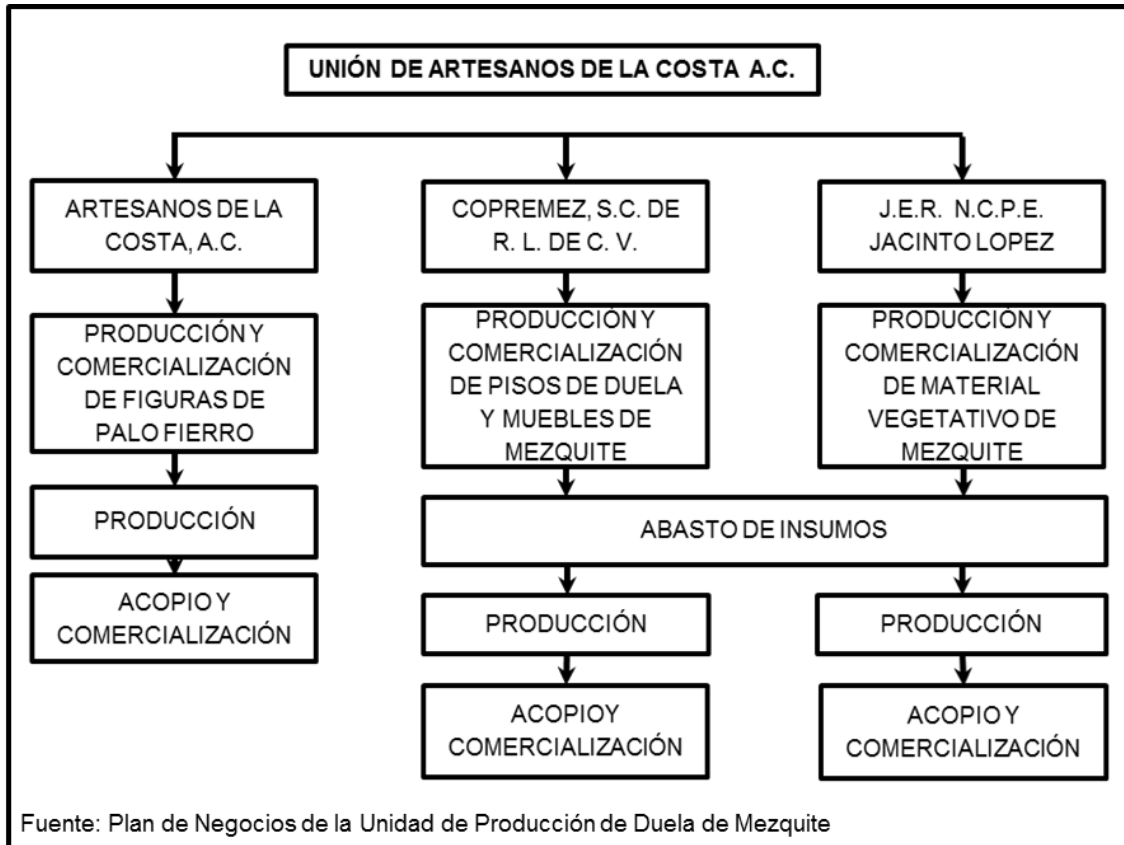 UNIÓN DE ARTESANOS DE LA COSTA A.C.
ARTESANOS DE LA
COSTA, A.C.
COPREMEZ, S.C. DE
R. L. DE C. V.
J.E.R. N.C.P.E.
JACINTO LOPEZ
PRODUCCIÓN Y
COMERCIALIZACIÓN
DE FIGURAS DE
PALO FIERRO
PRODUCCIÓN Y
COMERCIALIZACIÓN
DE PISOS DE DUELA
Y MUEBLES DE
MEZQUITE
PRODUCCIÓN Y
COMERCIALIZACIÓN
DE MATERIAL
VEGETATIVO DE
MEZQUITE
PRODUCCIÓN
ABASTO DE INSUMOS
ACOPIO Y
COMERCIALIZACIÓN
PRODUCCIÓN
PRODUCCIÓN
ACOPIO Y
COMERCIALIZACIÓN
ACOPIO Y
COMERCIALIZACIÓN
Fuente: Plan de Negocios de la Unidad de Producción de Duela de Mezquite